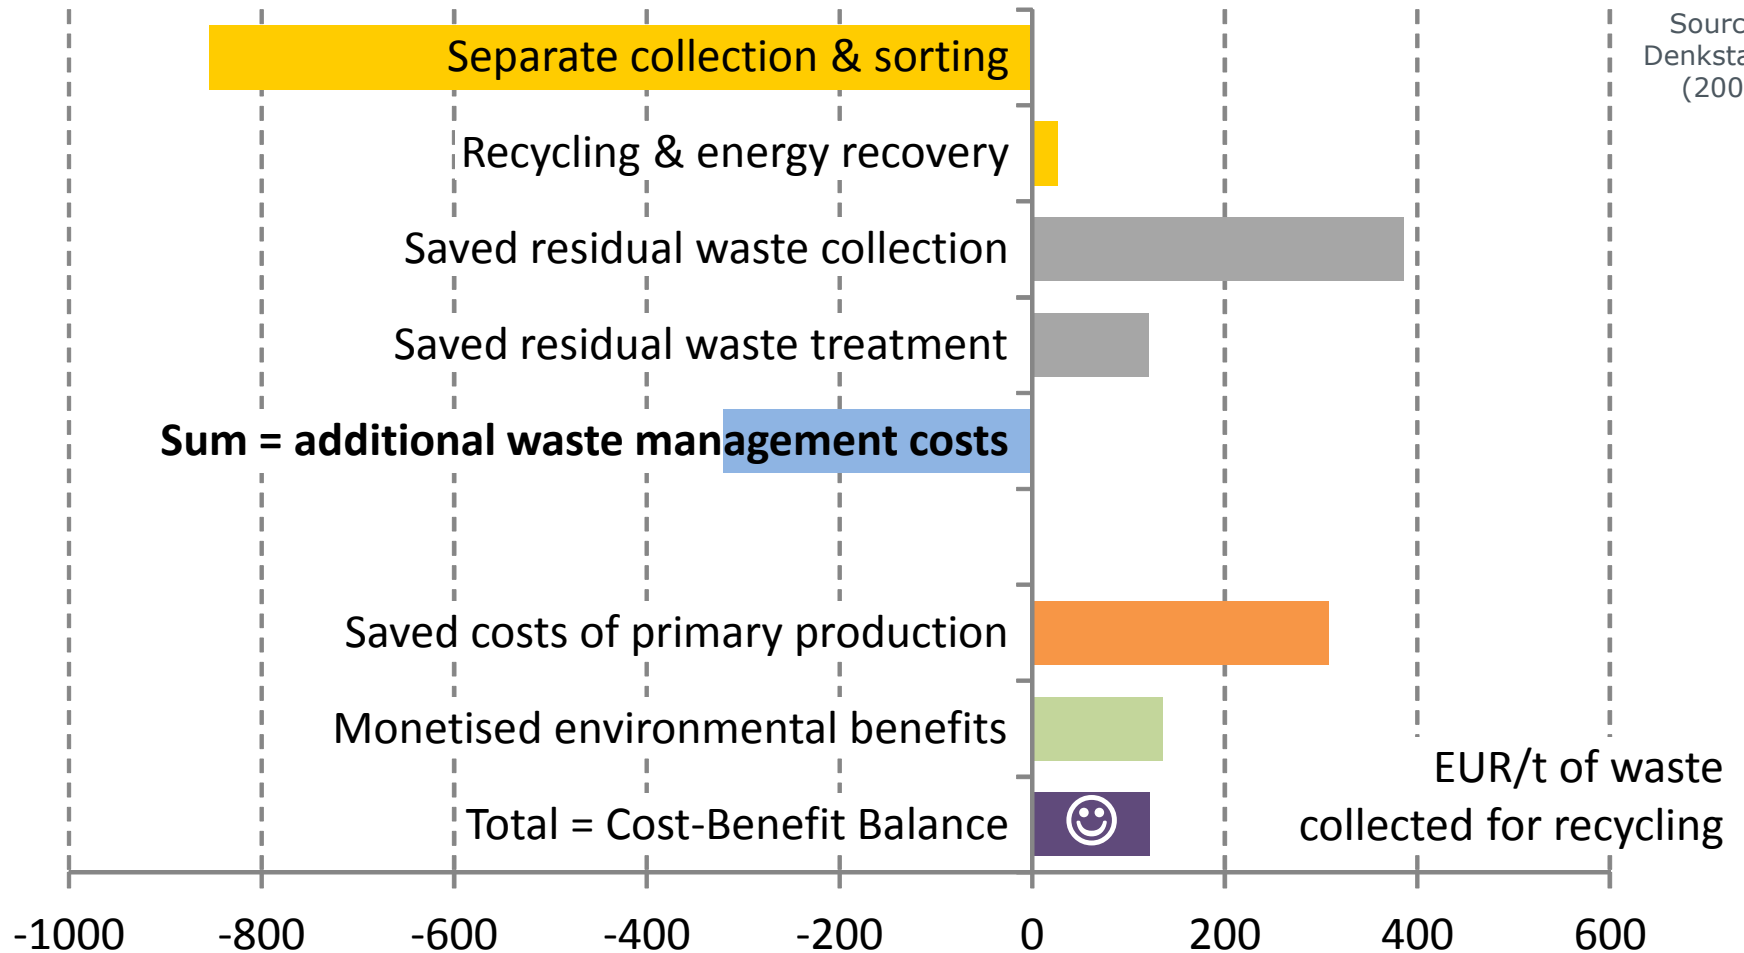 Separate collection & sorting
Recycling & energy recovery
Saved residual waste collection
Saved residual waste treatment
Sum = additional waste management costs
Saved costs of primary production
Monetised environmental benefits
Total = Cost-Benefit Balance
EUR/t of waste
collected for recycling
-1000 -800 -600 -400 -200 0 200 400 600